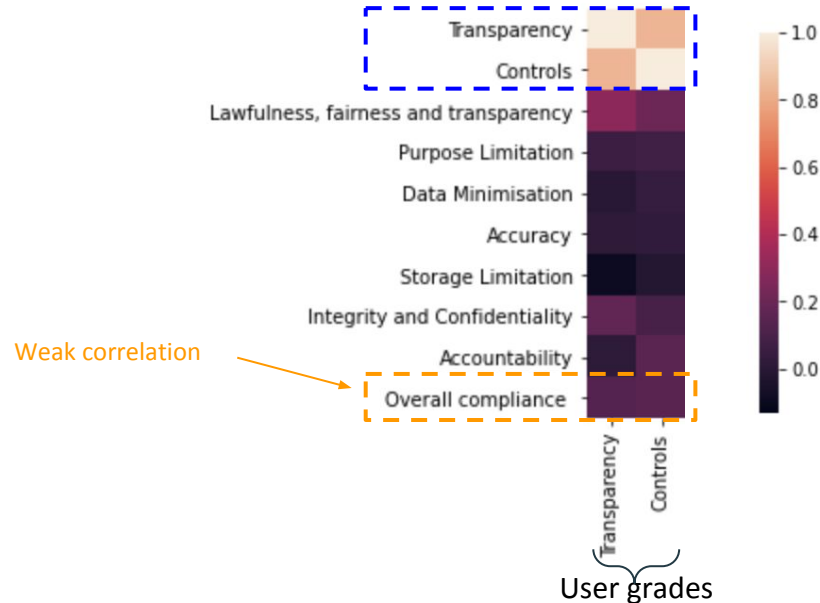 Transparency
Controls
Lawfulness, fairness and transparency
Purpose Limitation
Data Minimisation
Accuracy
Storage Limitation
Integrity and Confidentiality
Accountability
Overall compliance
Weak correlation
1.0
0.8
0.6
0.4
0.2
0.0
Transparency
Controls
User grades